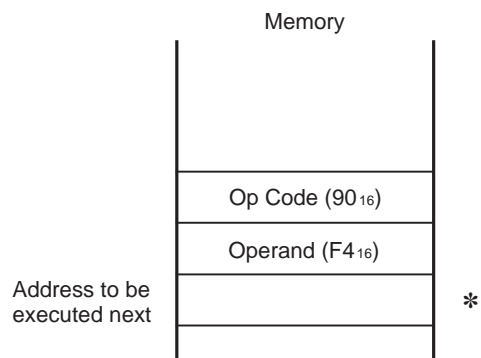 Memory
Op Code (90₁₆)
Operand (F4₁₆)
Address to be
executed next
*